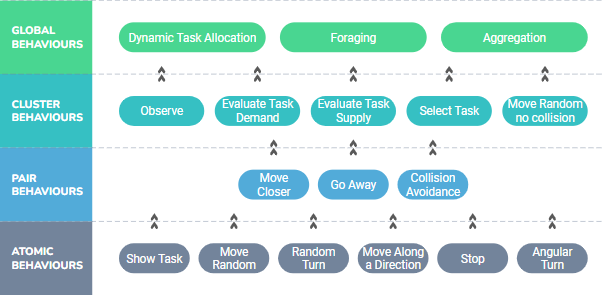 GLOBAL
BEHAVIOURS
Dynamic Task Allocation
Foraging
Aggregation
CLUSTER
BEHAVIOURS
Observe
Evaluate Task
Demand
Evaluate Task
Supply
Select Task
Move Random
no collision
PAIR
BEHAVIOURS
Move
Closer
Go Away
Collision
Avoidance
ATOMIC
BEHAVIOURS
Show Task
Move
Random
Random
Turn
Move Along
a Direction
Stop
Angular
Turn